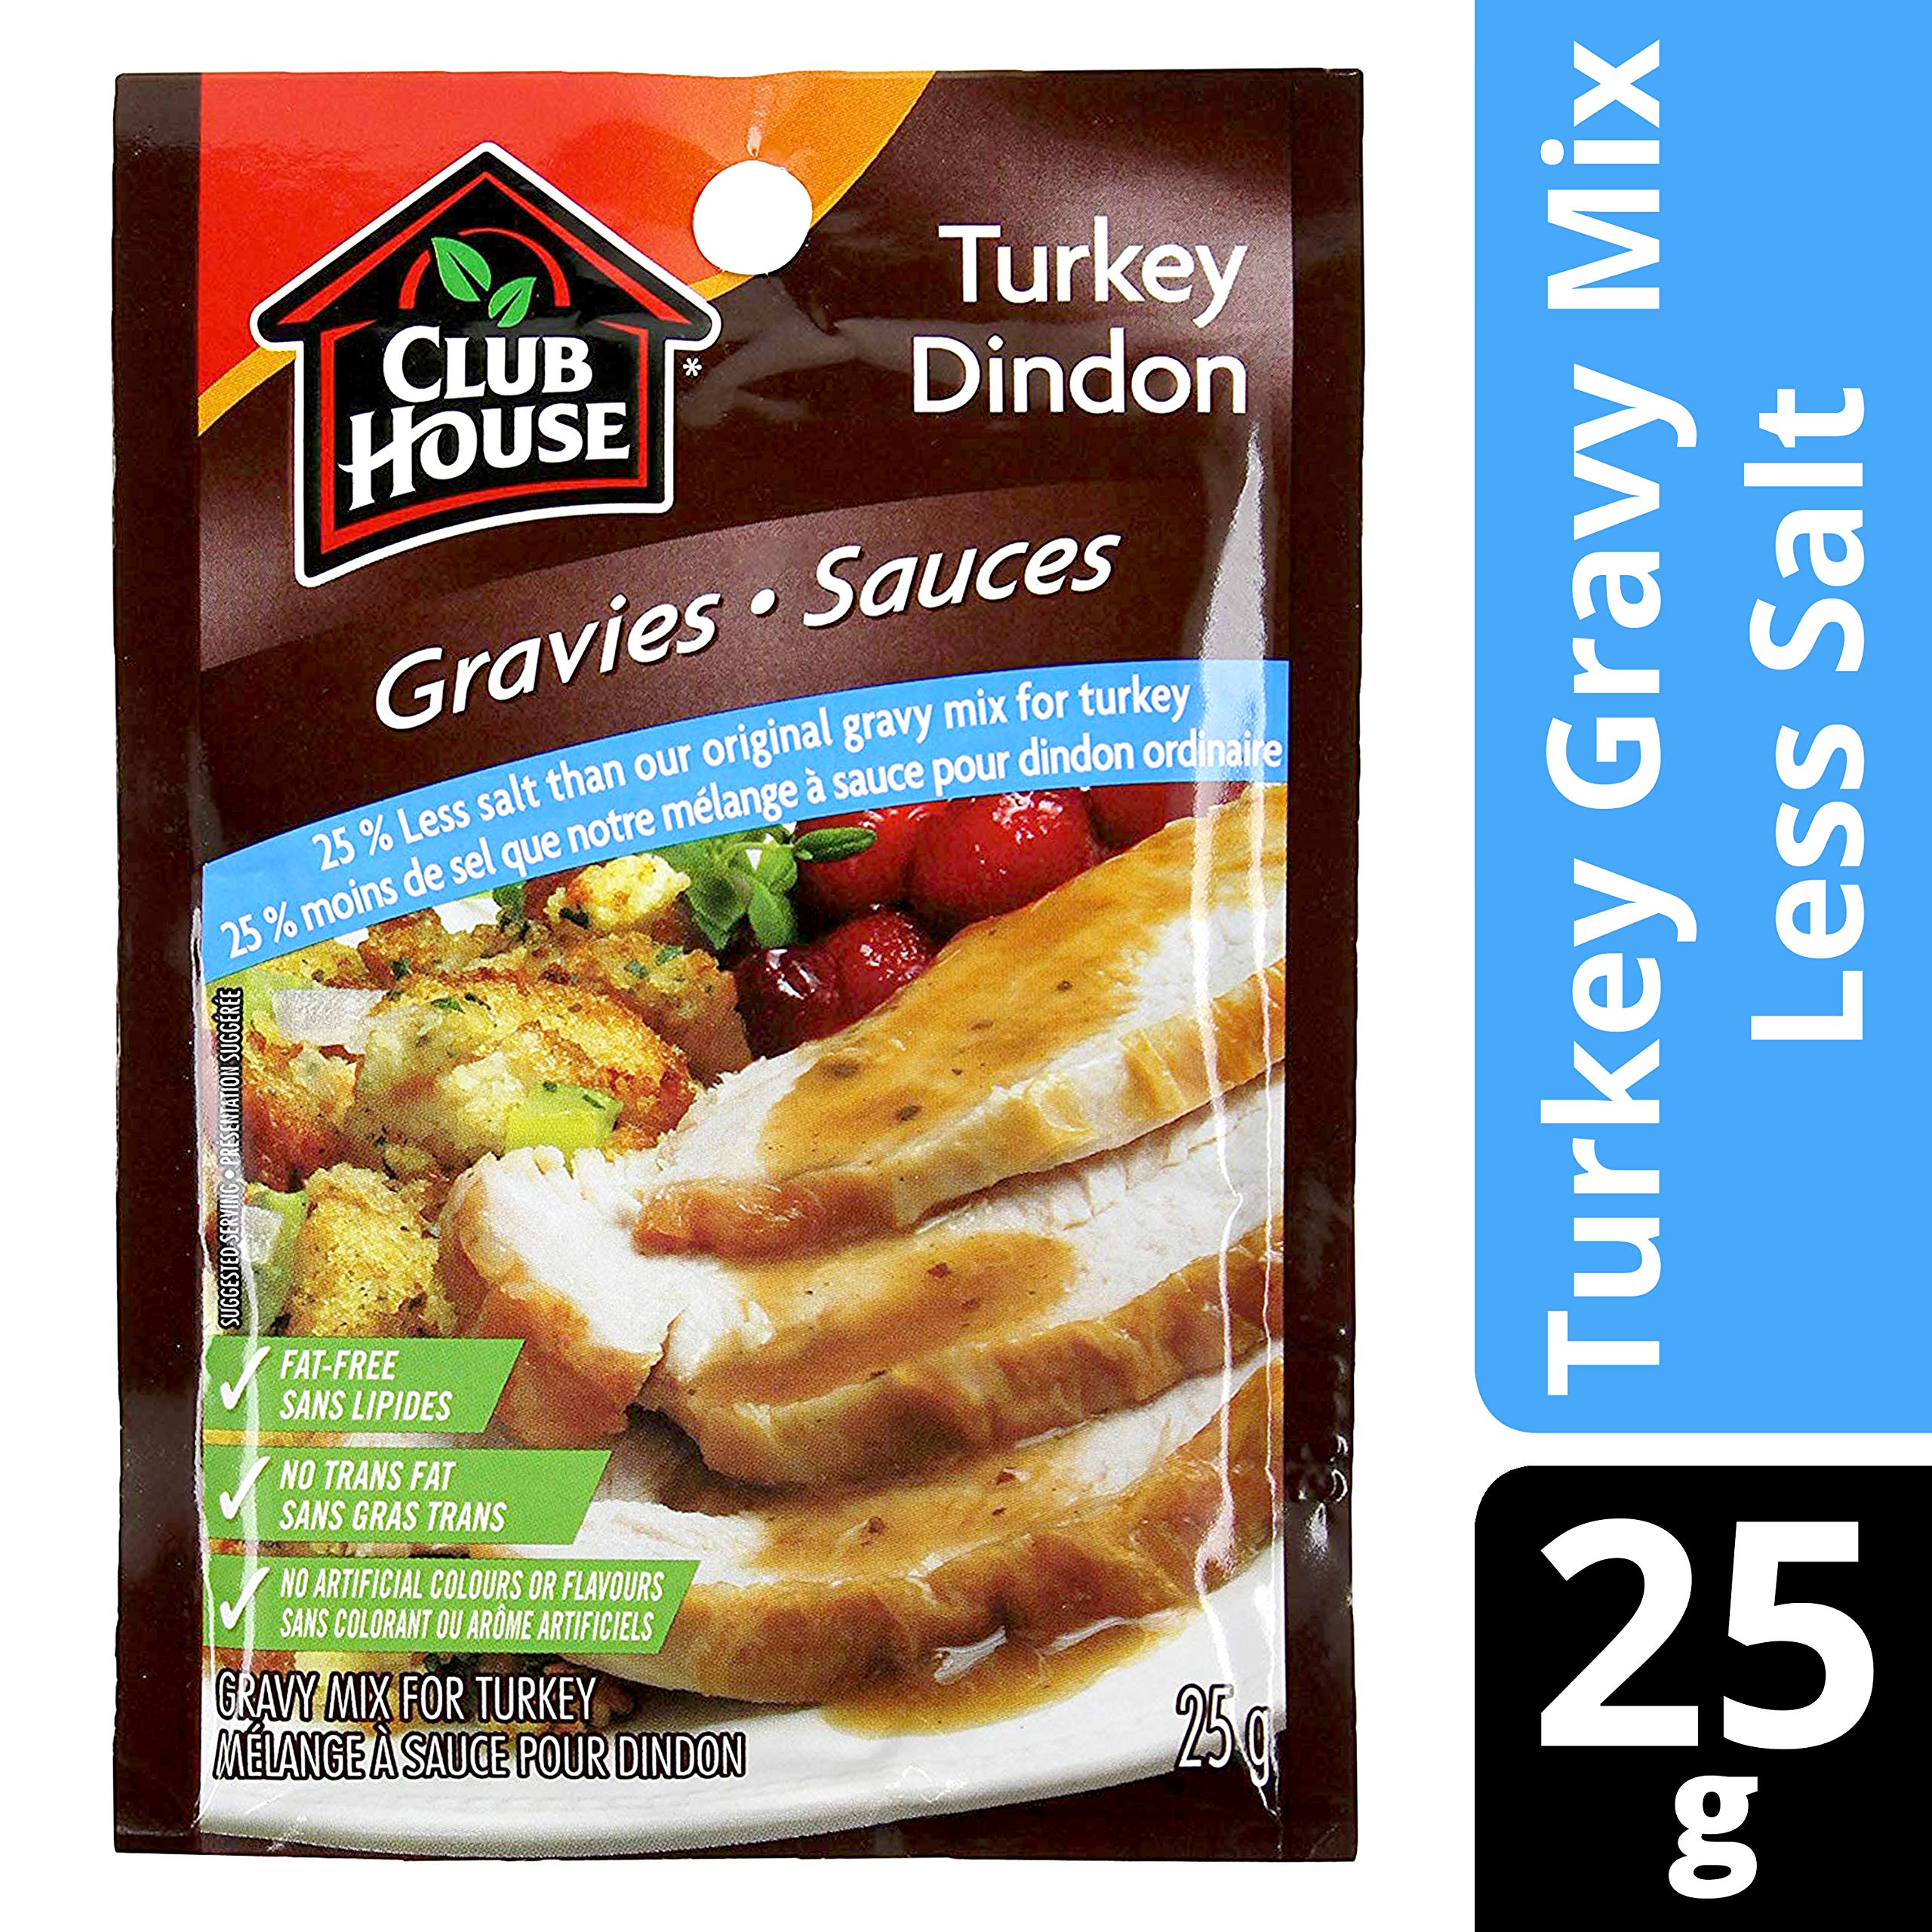 CLUB
HOUSE*
Turkey
Dindon
Gravies • Sauces
25 % Less salt than our original gravy mix for turkey
25 % moins de sel que notre mélange à sauce pour dindon ordinaire
SUGGESTED SERVING • PRÉSENTATION SUGGÉRÉE
FAT-FREE
SANS LIPIDES
NO TRANS FAT
SANS GRAS TRANS
NO ARTIFICIAL COLOURS OR FLAVOURS
SANS COLORANT OU ARÔME ARTIFICIELS
GRAVY MIX FOR TURKEY
MÉLANGE À SAUCE POUR DINDON
25 g
Turkey Gravy Mix
Less Salt
25
g